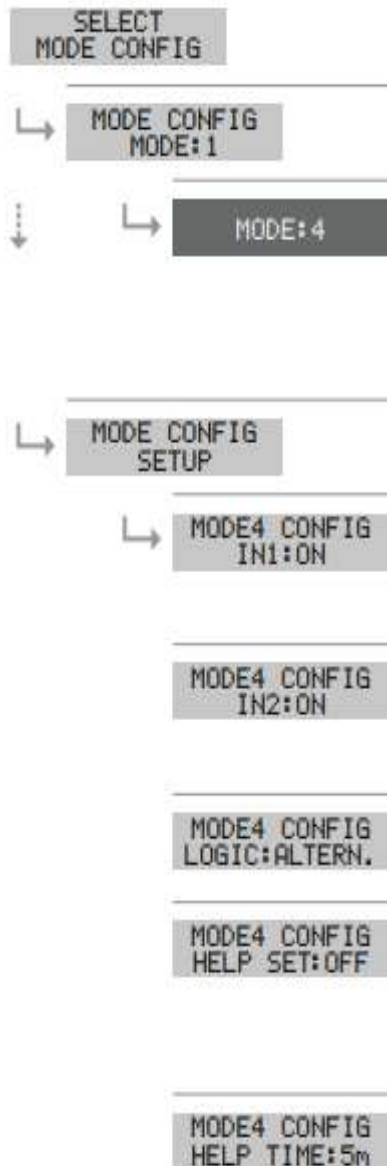 SELECT
MODE CONFIG
MODE CONFIG
MODE:1
MODE:4
MODE CONFIG
SETUP
MODE4 CONFIG
IN1:ON
MODE4 CONFIG
IN2:ON
MODE4 CONFIG
LOGIC:ALTERN.
MODE4 CONFIG
HELP SET:OFF
MODE4 CONFIG
HELP TIME:5m